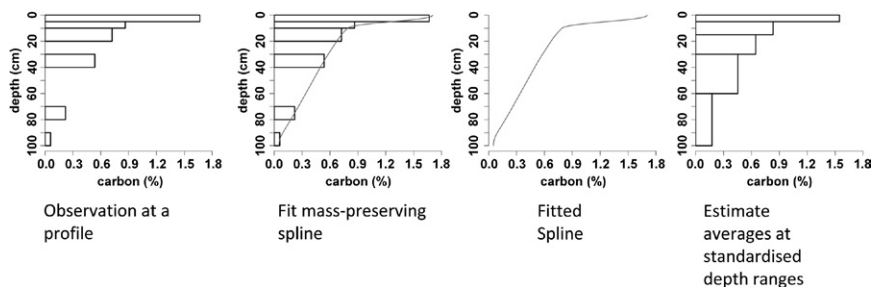 0
20
40
60
80
100
depth (cm)
0.0 0.3 0.6 0.9 1.2 1.5 1.8
carbon (%)
Observation at a
profile
0
20
40
60
80
100
depth (cm)
0.0 0.3 0.6 0.9 1.2 1.5 1.8
carbon (%)
Fit mass-preserving
spline
0
20
40
60
80
100
depth (cm)
0.0 0.3 0.6 0.9 1.2 1.5 1.8
carbon (%)
Fitted
Spline
0
20
40
60
80
100
depth (cm)
0.0 0.3 0.6 0.9 1.2 1.5 1.8
carbon (%)
Estimate
averages at
standardised
depth ranges